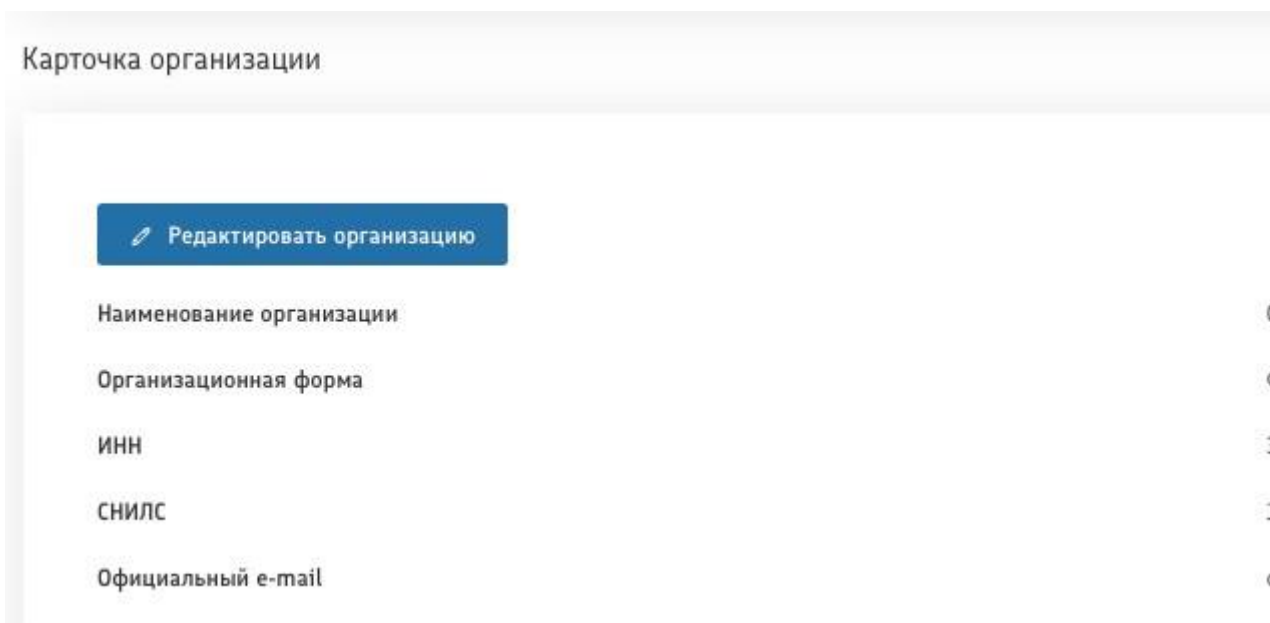 Карточка организации
Редактировать организацию
Наименование организации
Организационная форма
ИНН
СНИЛС
Официальный e-mail